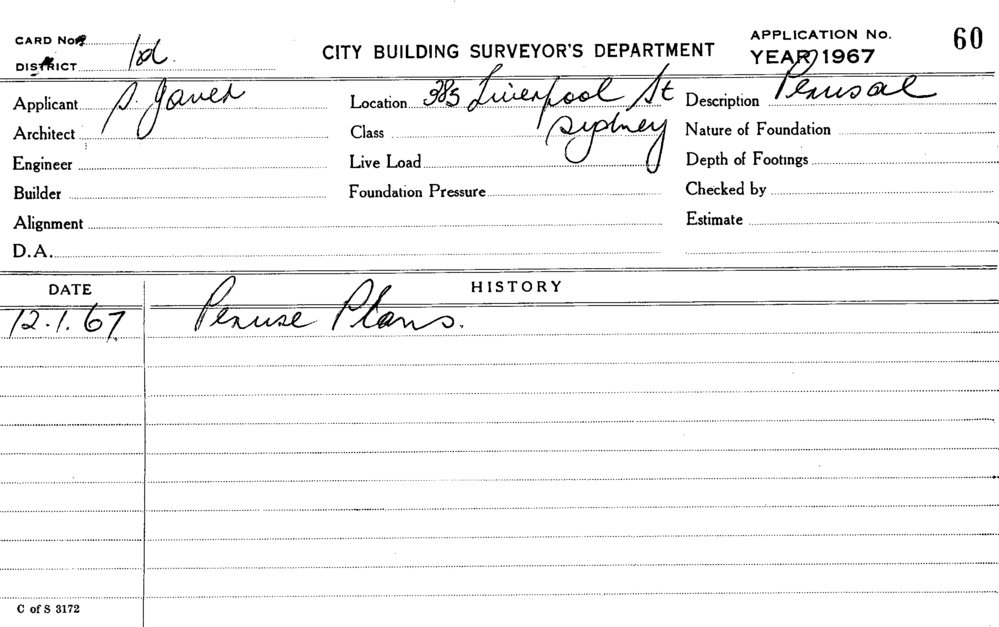 CARD No. APPLICATION No. 60
DISTRICT 1d. CITY BUILDING SURVEYOR'S DEPARTMENT YEAR 1967
Applicant Location 385 Liverpool St Description Perusal
Architect Class Sydney Nature of Foundation
Engineer Live Load Depth of Footings
Builder Foundation Pressure Checked by
Alignment Estimate
D.A.
DATE HISTORY
12.1.67 Peruse Plans.
C of S 3172